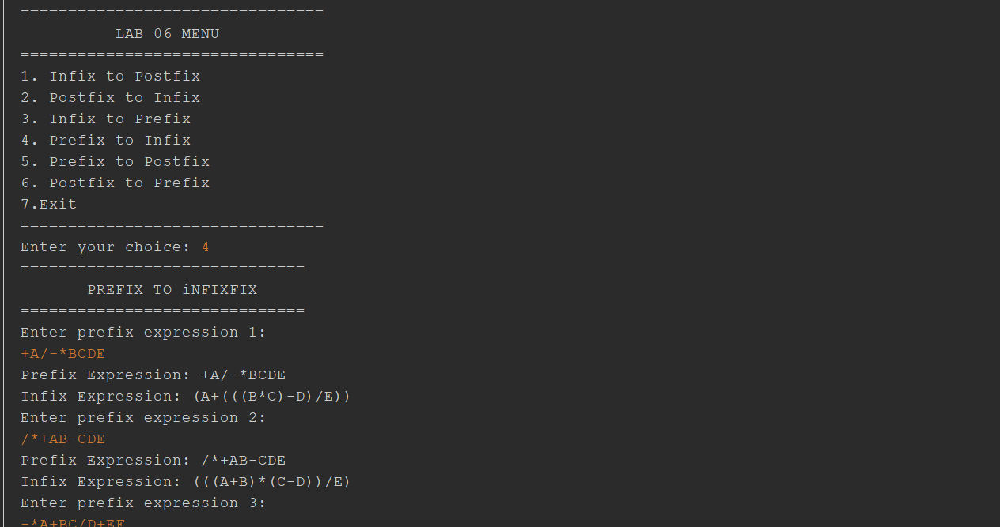 ================================
LAB 06 MENU
================================
1. Infix to Postfix
2. Postfix to Infix
3. Infix to Prefix
4. Prefix to Infix
5. Prefix to Postfix
6. Postfix to Prefix
7.Exit
================================
Enter your choice: 4
==============================
PREFIX TO iNFIXFIX
==============================
Enter prefix expression 1:
+A/-*BCDE
Prefix Expression: +A/-*BCDE
Infix Expression: (A+(((B*C)-D)/E))
Enter prefix expression 2:
/*+AB-CDE
Prefix Expression: /*+AB-CDE
Infix Expression: (((A+B)*(C-D))/E)
Enter prefix expression 3:
-*A+BC/D+EF